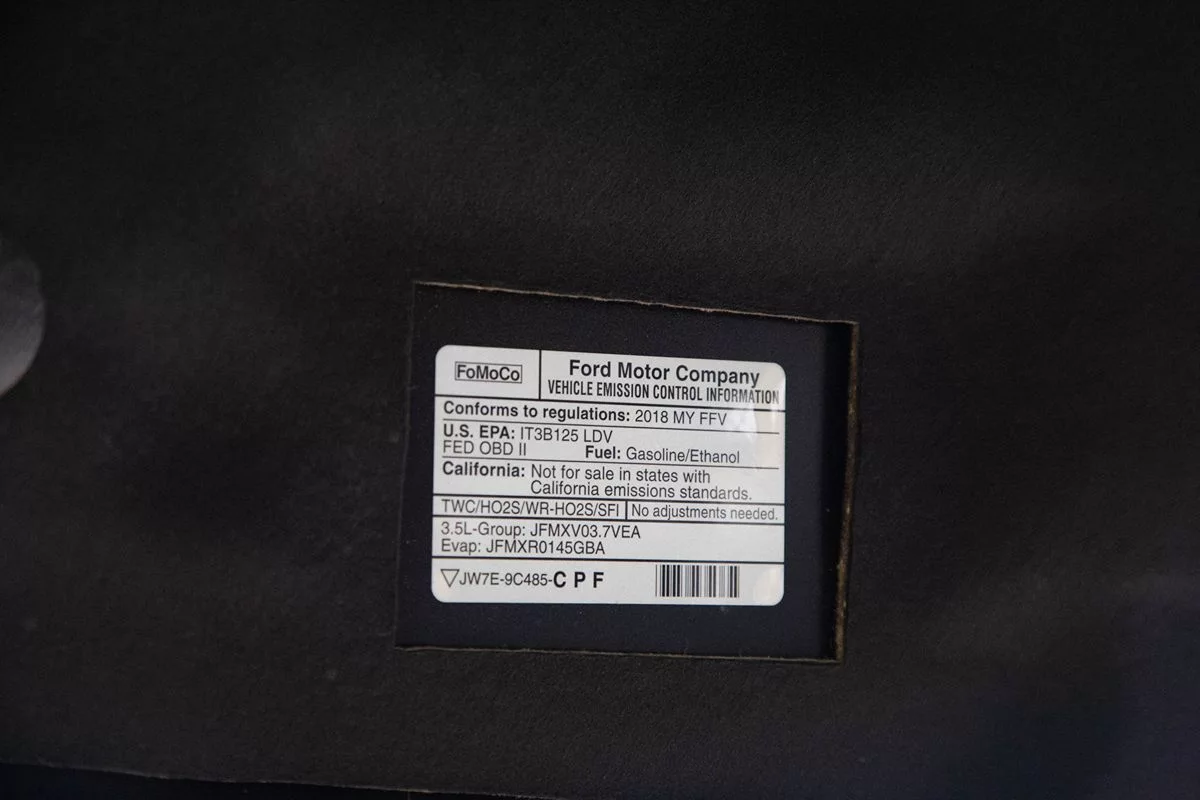 FoMoCo
Ford Motor Company
VEHICLE EMISSION CONTROL INFORMATION
Conforms to regulations: 2018 MY FFV
U.S. EPA: IT3B125 LDV
FED OBD II Fuel: Gasoline/Ethanol
California: Not for sale in states with
California emissions standards.
TWC/HO2S/WR-HO2S/SFI No adjustments needed.
3.5L-Group: JFMXV03.7VEA
Evap: JFMXR0145GBA
JW7E-9C485-C P F